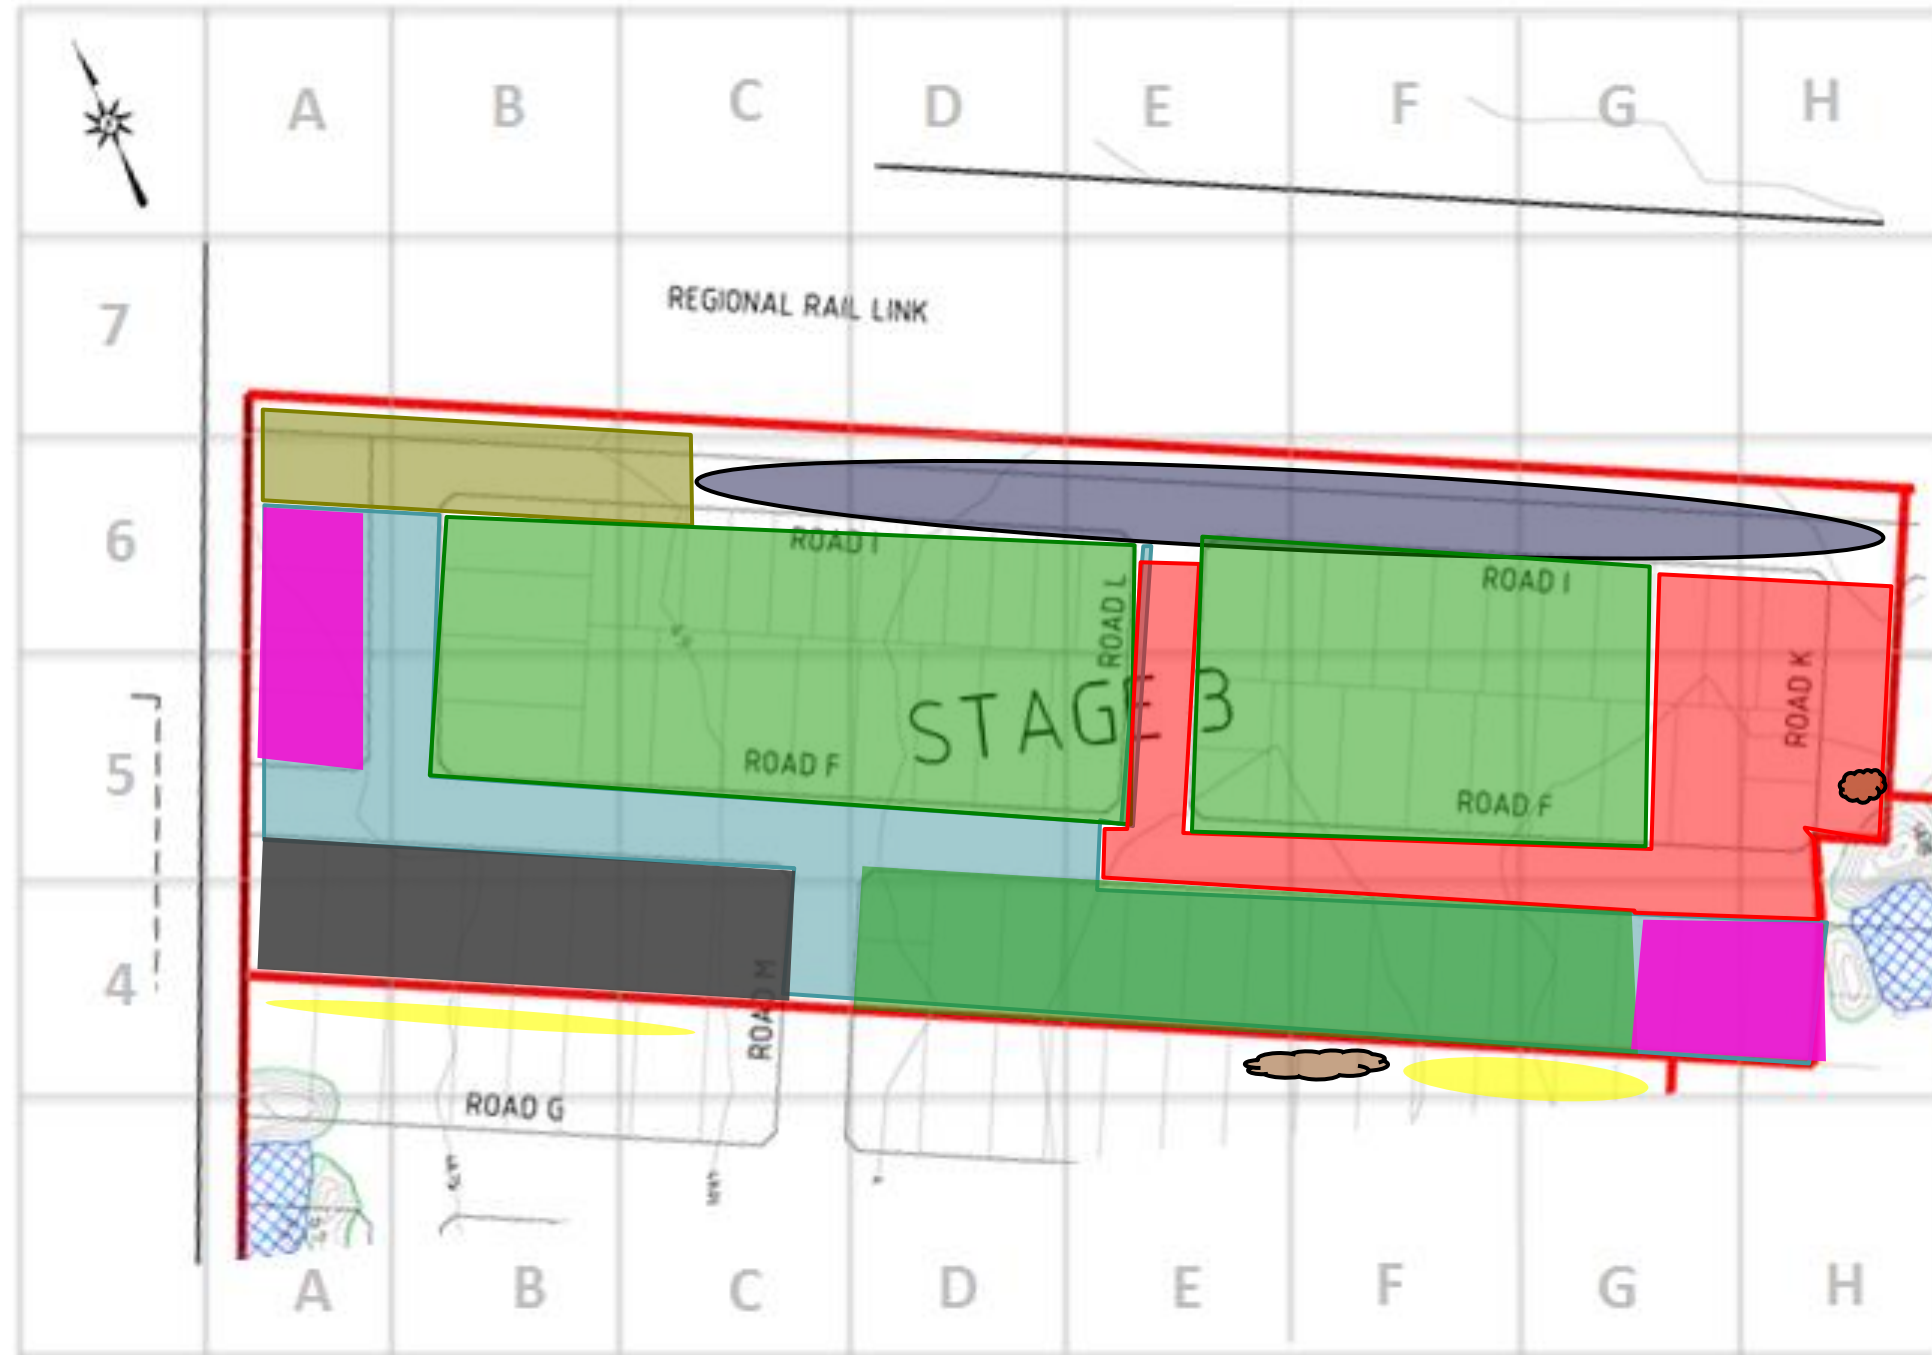 A B C D E F G H
7
REGIONAL RAIL LINK
6
ROAD I
ROAD I
ROAD L
STAGE 3
ROAD K
5
ROAD F
ROAD F
4
ROAD M
ROAD G
A B C D E F G H